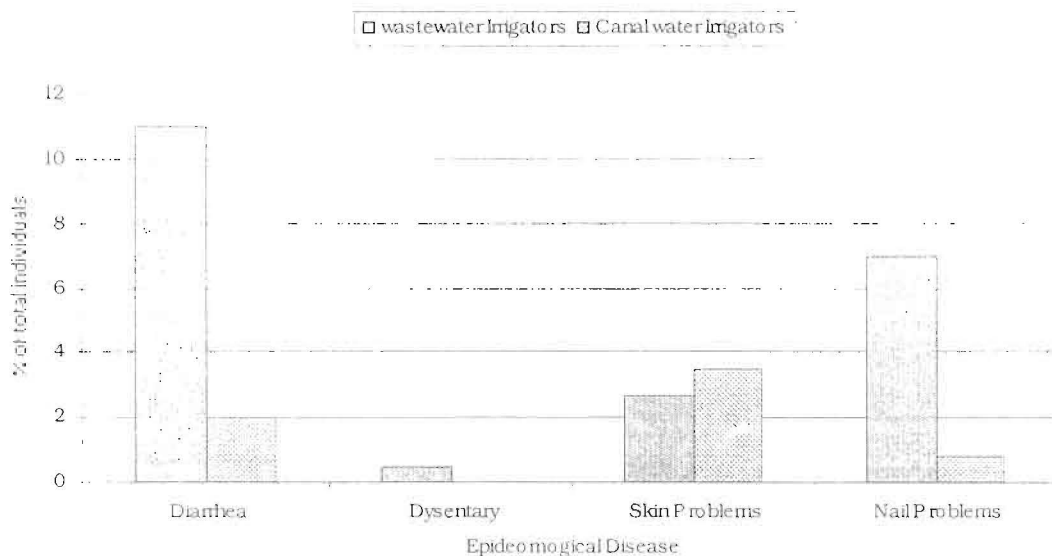 wastewater Irrigators Canal water Irrigators
12
10
8
6
4
2
0
% of total individuals
Diarrhea Dysentary Skin Problems Nail Problems
Epideomogical Disease